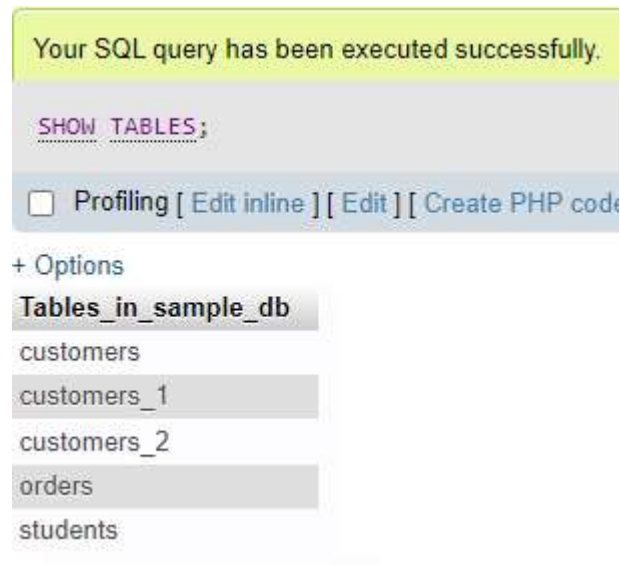 Your SQL query has been executed successfully.
SHOW TABLES;
Profiling [ Edit inline ] [ Edit ] [ Create PHP code
+ Options
Tables_in_sample_db
customers
customers_1
customers_2
orders
students